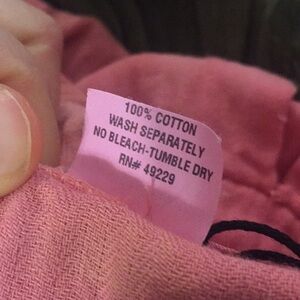 100% COTTON
WASH SEPARATELY
NO BLEACH-TUMBLE DRY
RN# 49229